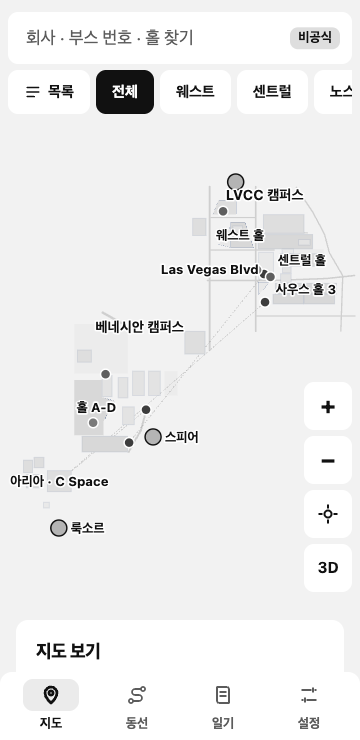 회사 · 부스 번호 · 홀 찾기
비공식
목록
전체
웨스트
센트럴
LVCC 캠퍼스
웨스트 홀
센트럴 홀
Las Vegas Blvd
사우스 홀 3
베네시안 캠퍼스
홀 A-D
스피어
아리아 · C Space
룩소르
+
−
3D
지도 보기
지도
동선
일기
설정